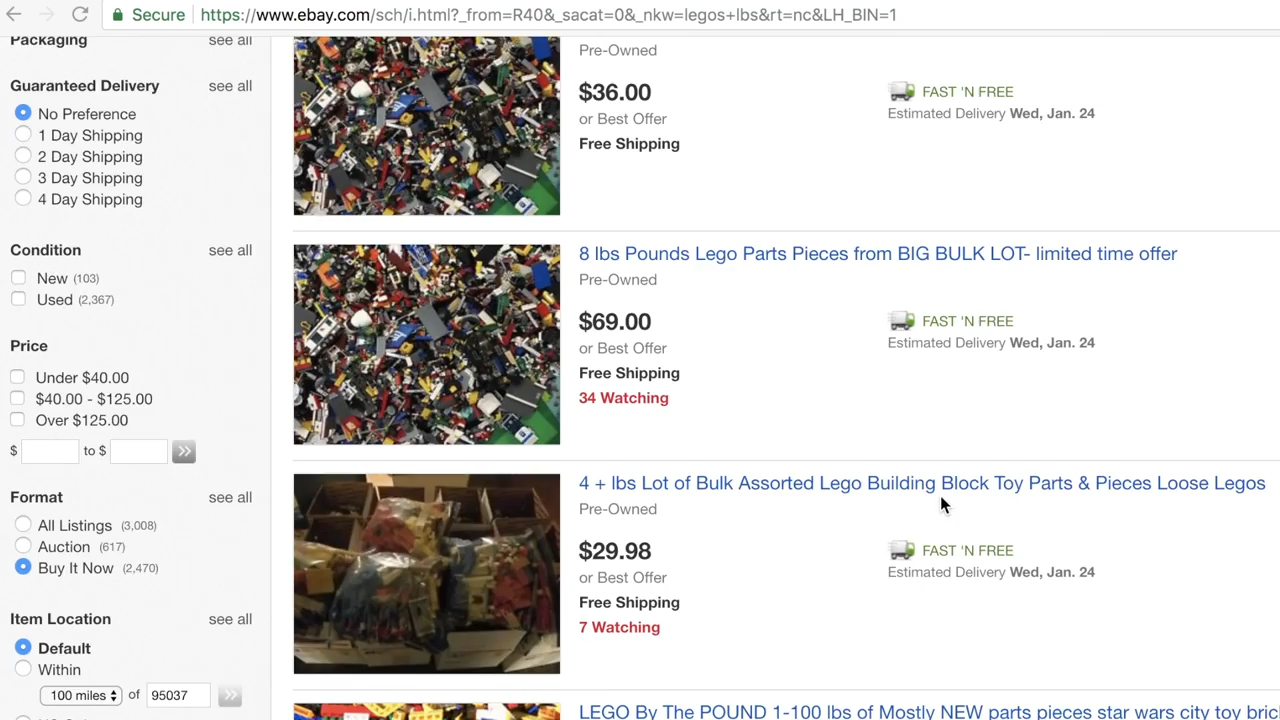 Secure https://www.ebay.com/sch/i.html?_from=R40&_sacat=0&_nkw=legos+lbs&rt=nc&LH_BIN=1
Packaging see all
Guaranteed Delivery see all
No Preference
1 Day Shipping
2 Day Shipping
3 Day Shipping
4 Day Shipping
Condition see all
New (103)
Used (2,367)
Price
Under $40.00
$40.00 - $125.00
Over $125.00
$ to $
Format see all
All Listings (3,008)
Auction (617)
Buy It Now (2,470)
Item Location see all
Default
Within
100 miles of 95037
Pre-Owned
$36.00
or Best Offer
Free Shipping
FAST 'N FREE
Estimated Delivery Wed, Jan. 24
8 lbs Pounds Lego Parts Pieces from BIG BULK LOT- limited time offer
Pre-Owned
$69.00
or Best Offer
Free Shipping
34 Watching
FAST 'N FREE
Estimated Delivery Wed, Jan. 24
4 + lbs Lot of Bulk Assorted Lego Building Block Toy Parts & Pieces Loose Legos
Pre-Owned
$29.98
or Best Offer
Free Shipping
7 Watching
FAST 'N FREE
Estimated Delivery Wed, Jan. 24
LEGO By The POUND 1-100 lbs of Mostly NEW parts pieces star wars city toy bric